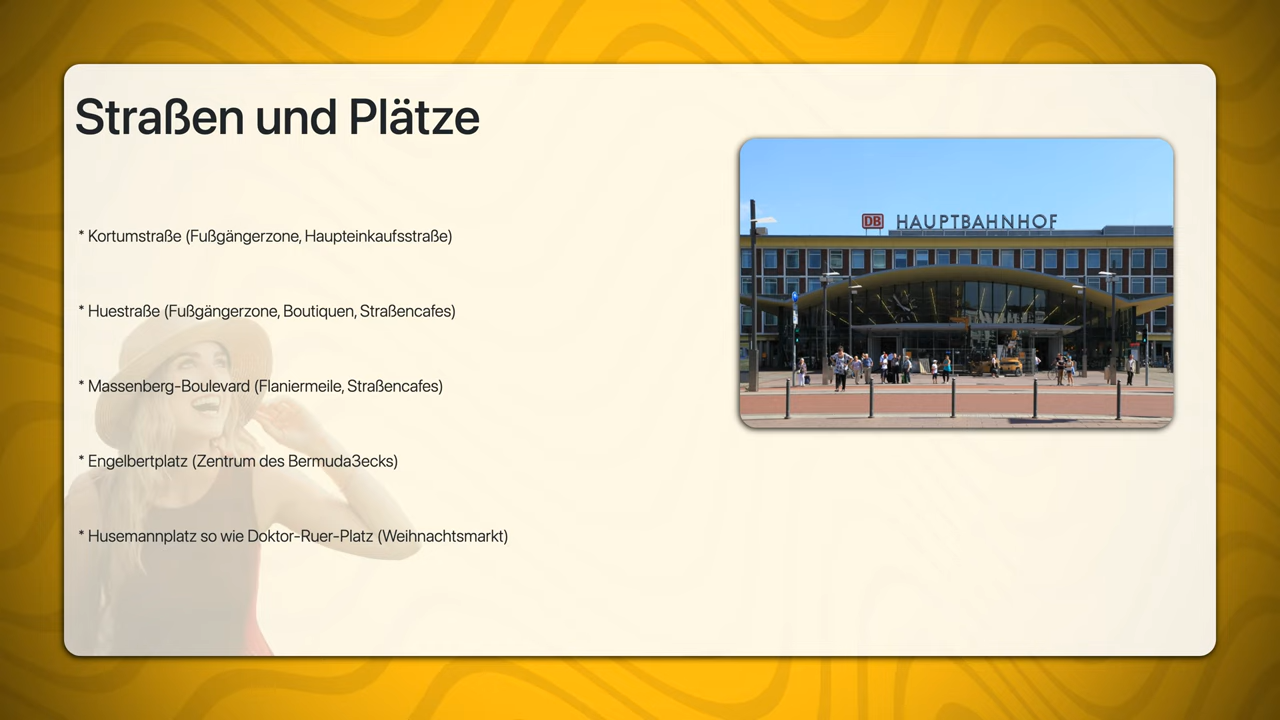 Straßen und Plätze
* Kortumstraße (Fußgängerzone, Haupteinkaufsstraße)
* Huestraße (Fußgängerzone, Boutiquen, Straßencafes)
* Massenberg-Boulevard (Flaniermeile, Straßencafes)
* Engelbertplatz (Zentrum des Bermuda3ecks)
* Husemannplatz so wie Doktor-Ruer-Platz (Weihnachtsmarkt)
DB HAUPTBAHNHOF